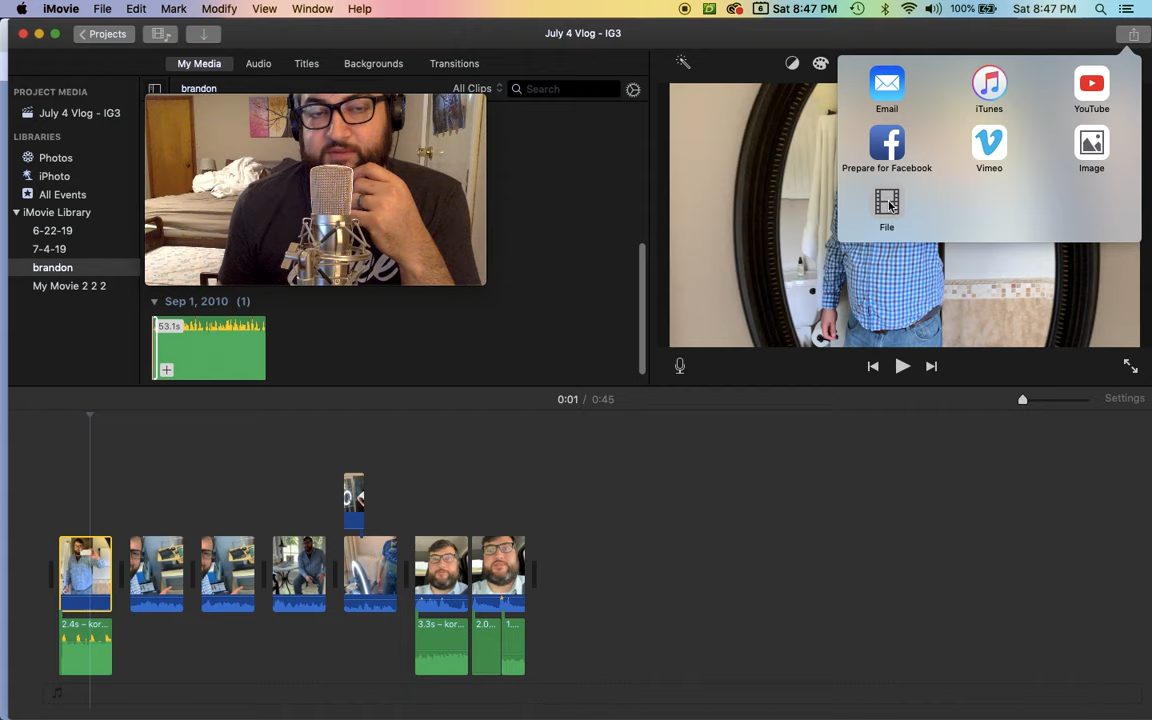 iMovie File Edit Mark Modify View Window Help 6 Sat 8:47 PM 100% Sat 8:47 PM
Projects July 4 Vlog - IG3
My Media Audio Titles Backgrounds Transitions
PROJECT MEDIA
July 4 Vlog - IG3
LIBRARIES
Photos
iPhoto
All Events
iMovie Library
6-22-19
7-4-19
brandon
My Movie 2 2 2
brandon All Clips Search
Sep 1, 2010 (1)
53.1s
Email iTunes YouTube
Prepare for Facebook Vimeo Image
File
0:01 / 0:45 Settings
2.4s – kor... 3.3s – kor... 2.0... 1....